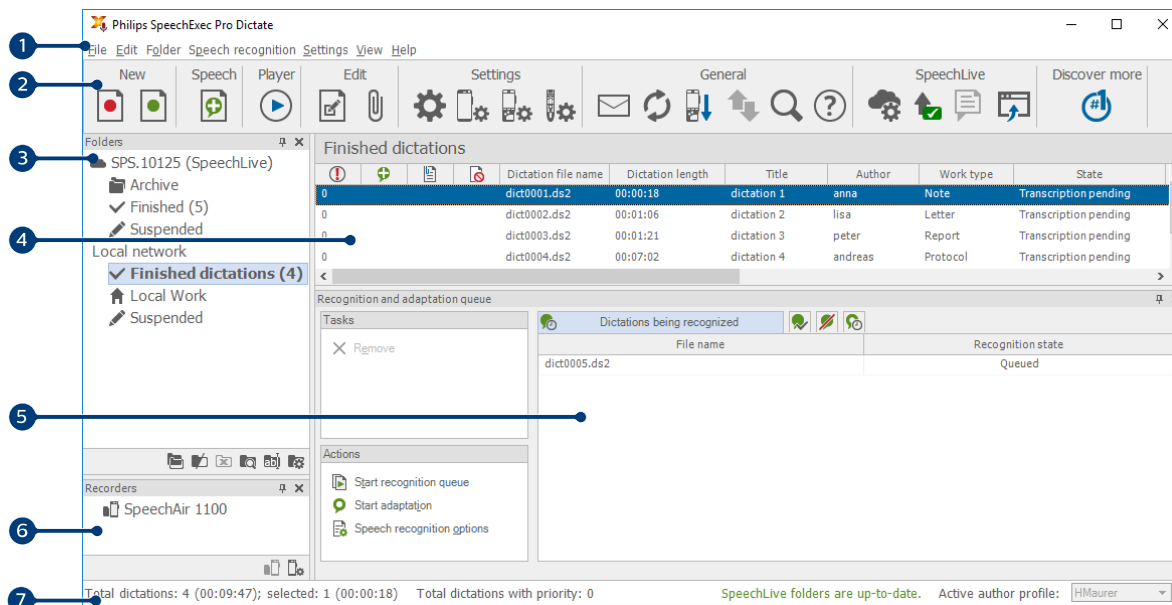 Philips SpeechExec Pro Dictate
1
File Edit Folder Speech recognition Settings View Help
2
New Speech Player Edit Settings General SpeechLive Discover more
#1
Folders
3
SPS.10125 (SpeechLive)
Archive
Finished (5)
Suspended
Local network
Finished dictations (4)
Local Work
Suspended
Finished dictations
Dictation file name Dictation length Title Author Work type State
0 dict0001.ds2 00:00:18 dictation 1 anna Note Transcription pending
0 dict0002.ds2 00:01:06 dictation 2 lisa Letter Transcription pending
4
0 dict0003.ds2 00:01:21 dictation 3 peter Report Transcription pending
0 dict0004.ds2 00:07:02 dictation 4 andreas Protocol Transcription pending
Recognition and adaptation queue
Tasks
Remove
Dictations being recognized
File name Recognition state
dict0005.ds2 Queued
5
Actions
Start recognition queue
Start adaptation
Speech recognition options
Recorders
SpeechAir 1100
6
7
Total dictations: 4 (00:09:47); selected: 1 (00:00:18) Total dictations with priority: 0 SpeechLive folders are up-to-date. Active author profile: HMaurer